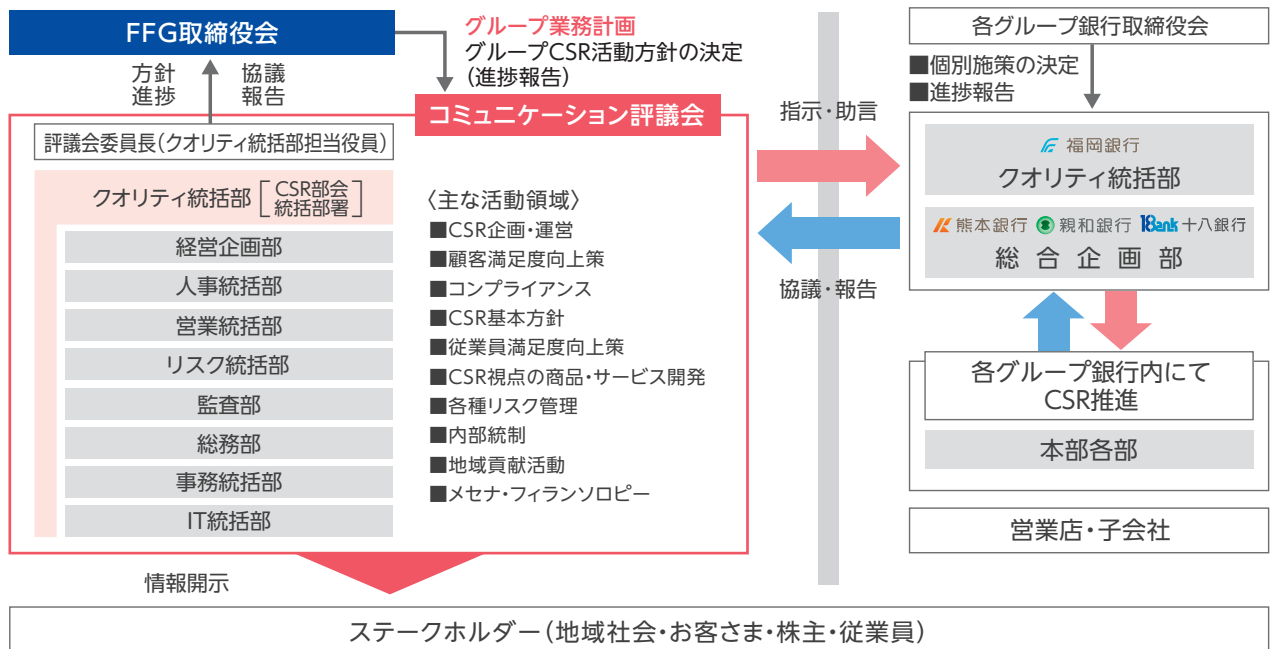 FFG取締役会
方針
進捗
協議
報告
グループ業務計画
グループCSR活動方針の決定
(進捗報告)
コミュニケーション評議会
評議会委員長(クオリティ統括部担当役員)
クオリティ統括部[CSR部会
統括部署]
経営企画部
人事統括部
営業統括部
リスク統括部
監査部
総務部
事務統括部
IT統括部
〈主な活動領域〉
■CSR企画・運営
■顧客満足度向上策
■コンプライアンス
■CSR基本方針
■従業員満足度向上策
■CSR視点の商品・サービス開発
■各種リスク管理
■内部統制
■地域貢献活動
■メセナ・フィランソロピー
指示・助言
協議・報告
各グループ銀行取締役会
■個別施策の決定
■進捗報告
福岡銀行
クオリティ統括部
熊本銀行 親和銀行 18Bank 十八銀行
総合企画部
各グループ銀行内にて
CSR推進
本部各部
営業店・子会社
情報開示
ステークホルダー(地域社会・お客さま・株主・従業員)